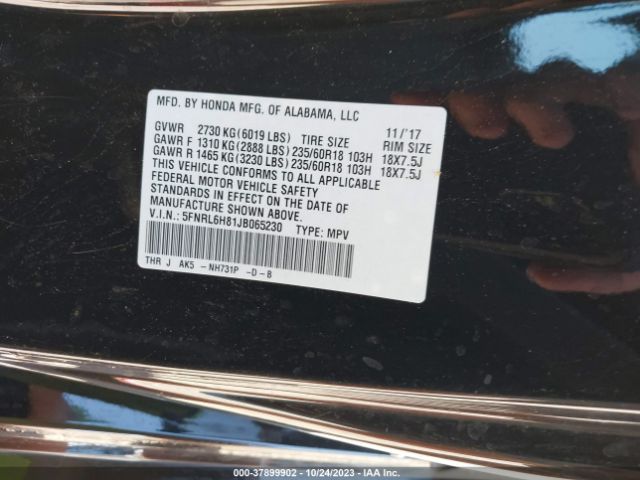 MFD. BY HONDA MFG. OF ALABAMA, LLC
11/'17
GVWR 2730 KG(6019 LBS) TIRE SIZE RIM SIZE
GAWR F 1310 KG(2888 LBS) 235/60R18 103H 18X7.5J
GAWR R 1465 KG(3230 LBS) 235/60R18 103H 18X7.5J
THIS VEHICLE CONFORMS TO ALL APPLICABLE
FEDERAL MOTOR VEHICLE SAFETY
STANDARDS IN EFFECT ON THE DATE OF
MANUFACTURE SHOWN ABOVE.
V.I.N.: 5FNRL6H81JB065230 TYPE: MPV
THR J AK5 -NH731P -D-B
000-37899902 - 10/24/2023 - IAA Inc.